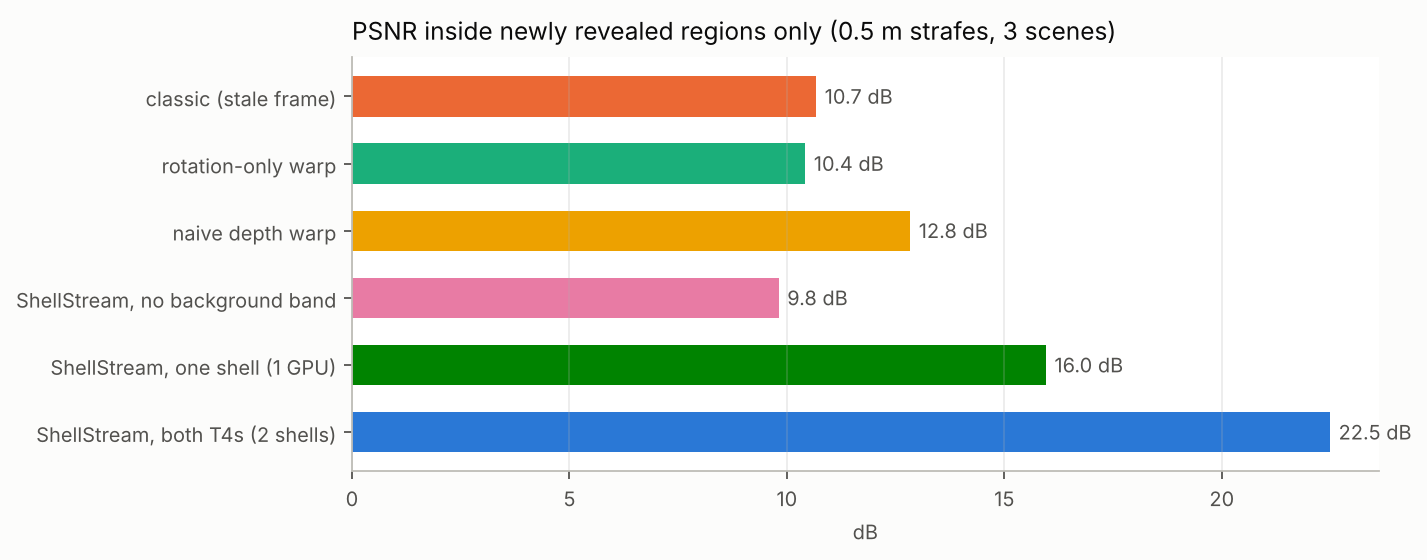 PSNR inside newly revealed regions only (0.5 m strafes, 3 scenes)
classic (stale frame)
10.7 dB
rotation-only warp
10.4 dB
naive depth warp
12.8 dB
ShellStream, no background band
9.8 dB
ShellStream, one shell (1 GPU)
16.0 dB
ShellStream, both T4s (2 shells)
22.5 dB
0 5 10 15 20
dB